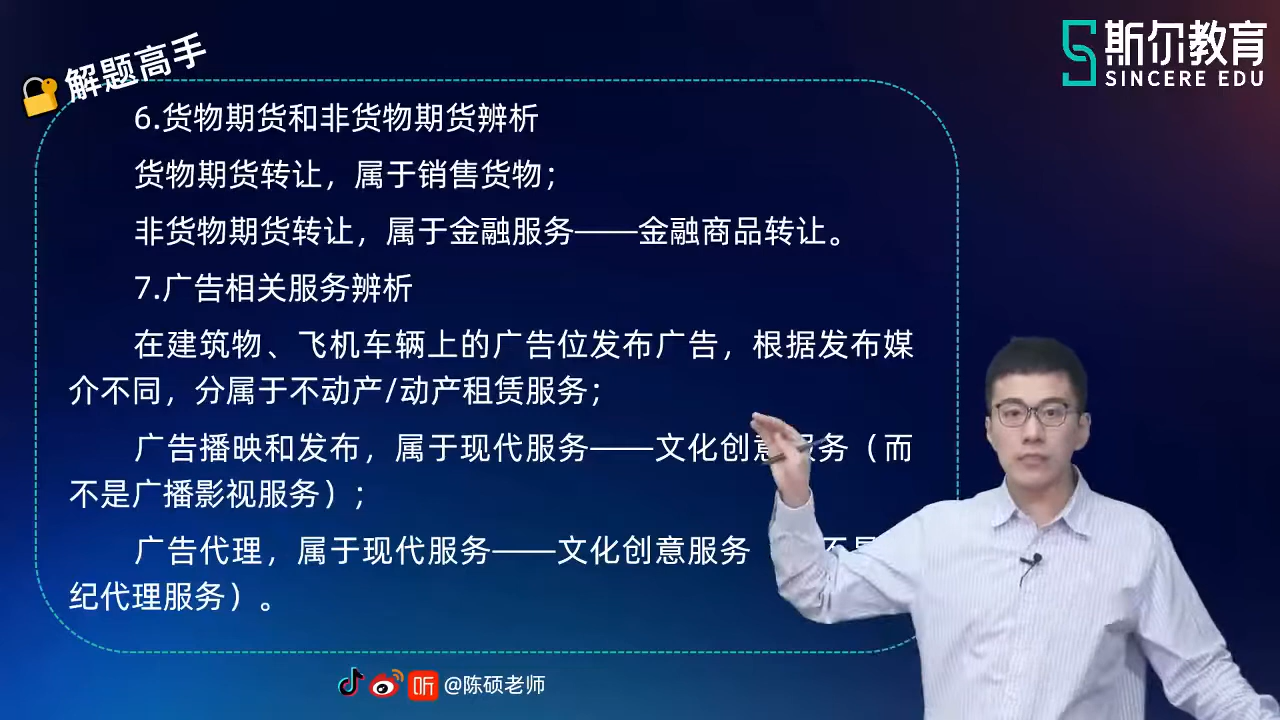 解题高手
斯尔教育
SINCERE EDU
6.货物期货和非货物期货辨析
货物期货转让，属于销售货物；
非货物期货转让，属于金融服务——金融商品转让。
7.广告相关服务辨析
在建筑物、飞机车辆上的广告位发布广告，根据发布媒
介不同，分属于不动产/动产租赁服务；
广告播映和发布，属于现代服务——文化创意服务（而
不是广播影视服务）；
广告代理，属于现代服务——文化创意服务 不是
纪代理服务）。
听 @陈硕老师